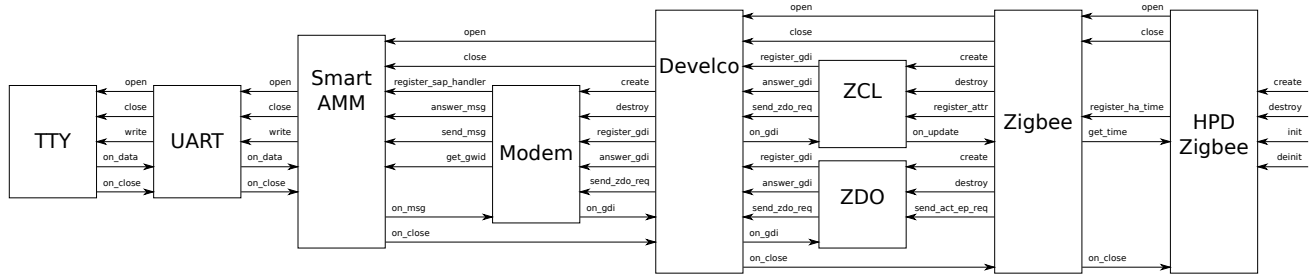 TTY
open
close
write
on_data
on_close
UART
open
close
write
on_data
on_close
Smart
AMM
open
close
register_sap_handler
answer_msg
send_msg
get_gwid
on_msg
on_close
Modem
create
destroy
register_gdi
answer_gdi
send_zdo_req
on_gdi
Develco
open
close
register_gdi
answer_gdi
send_zdo_req
on_gdi
register_gdi
answer_gdi
send_zdo_req
on_gdi
on_close
ZCL
create
destroy
register_attr
on_update
ZDO
create
destroy
send_act_ep_req
Zigbee
open
close
register_ha_time
get_time
on_close
HPD
Zigbee
create
destroy
init
deinit